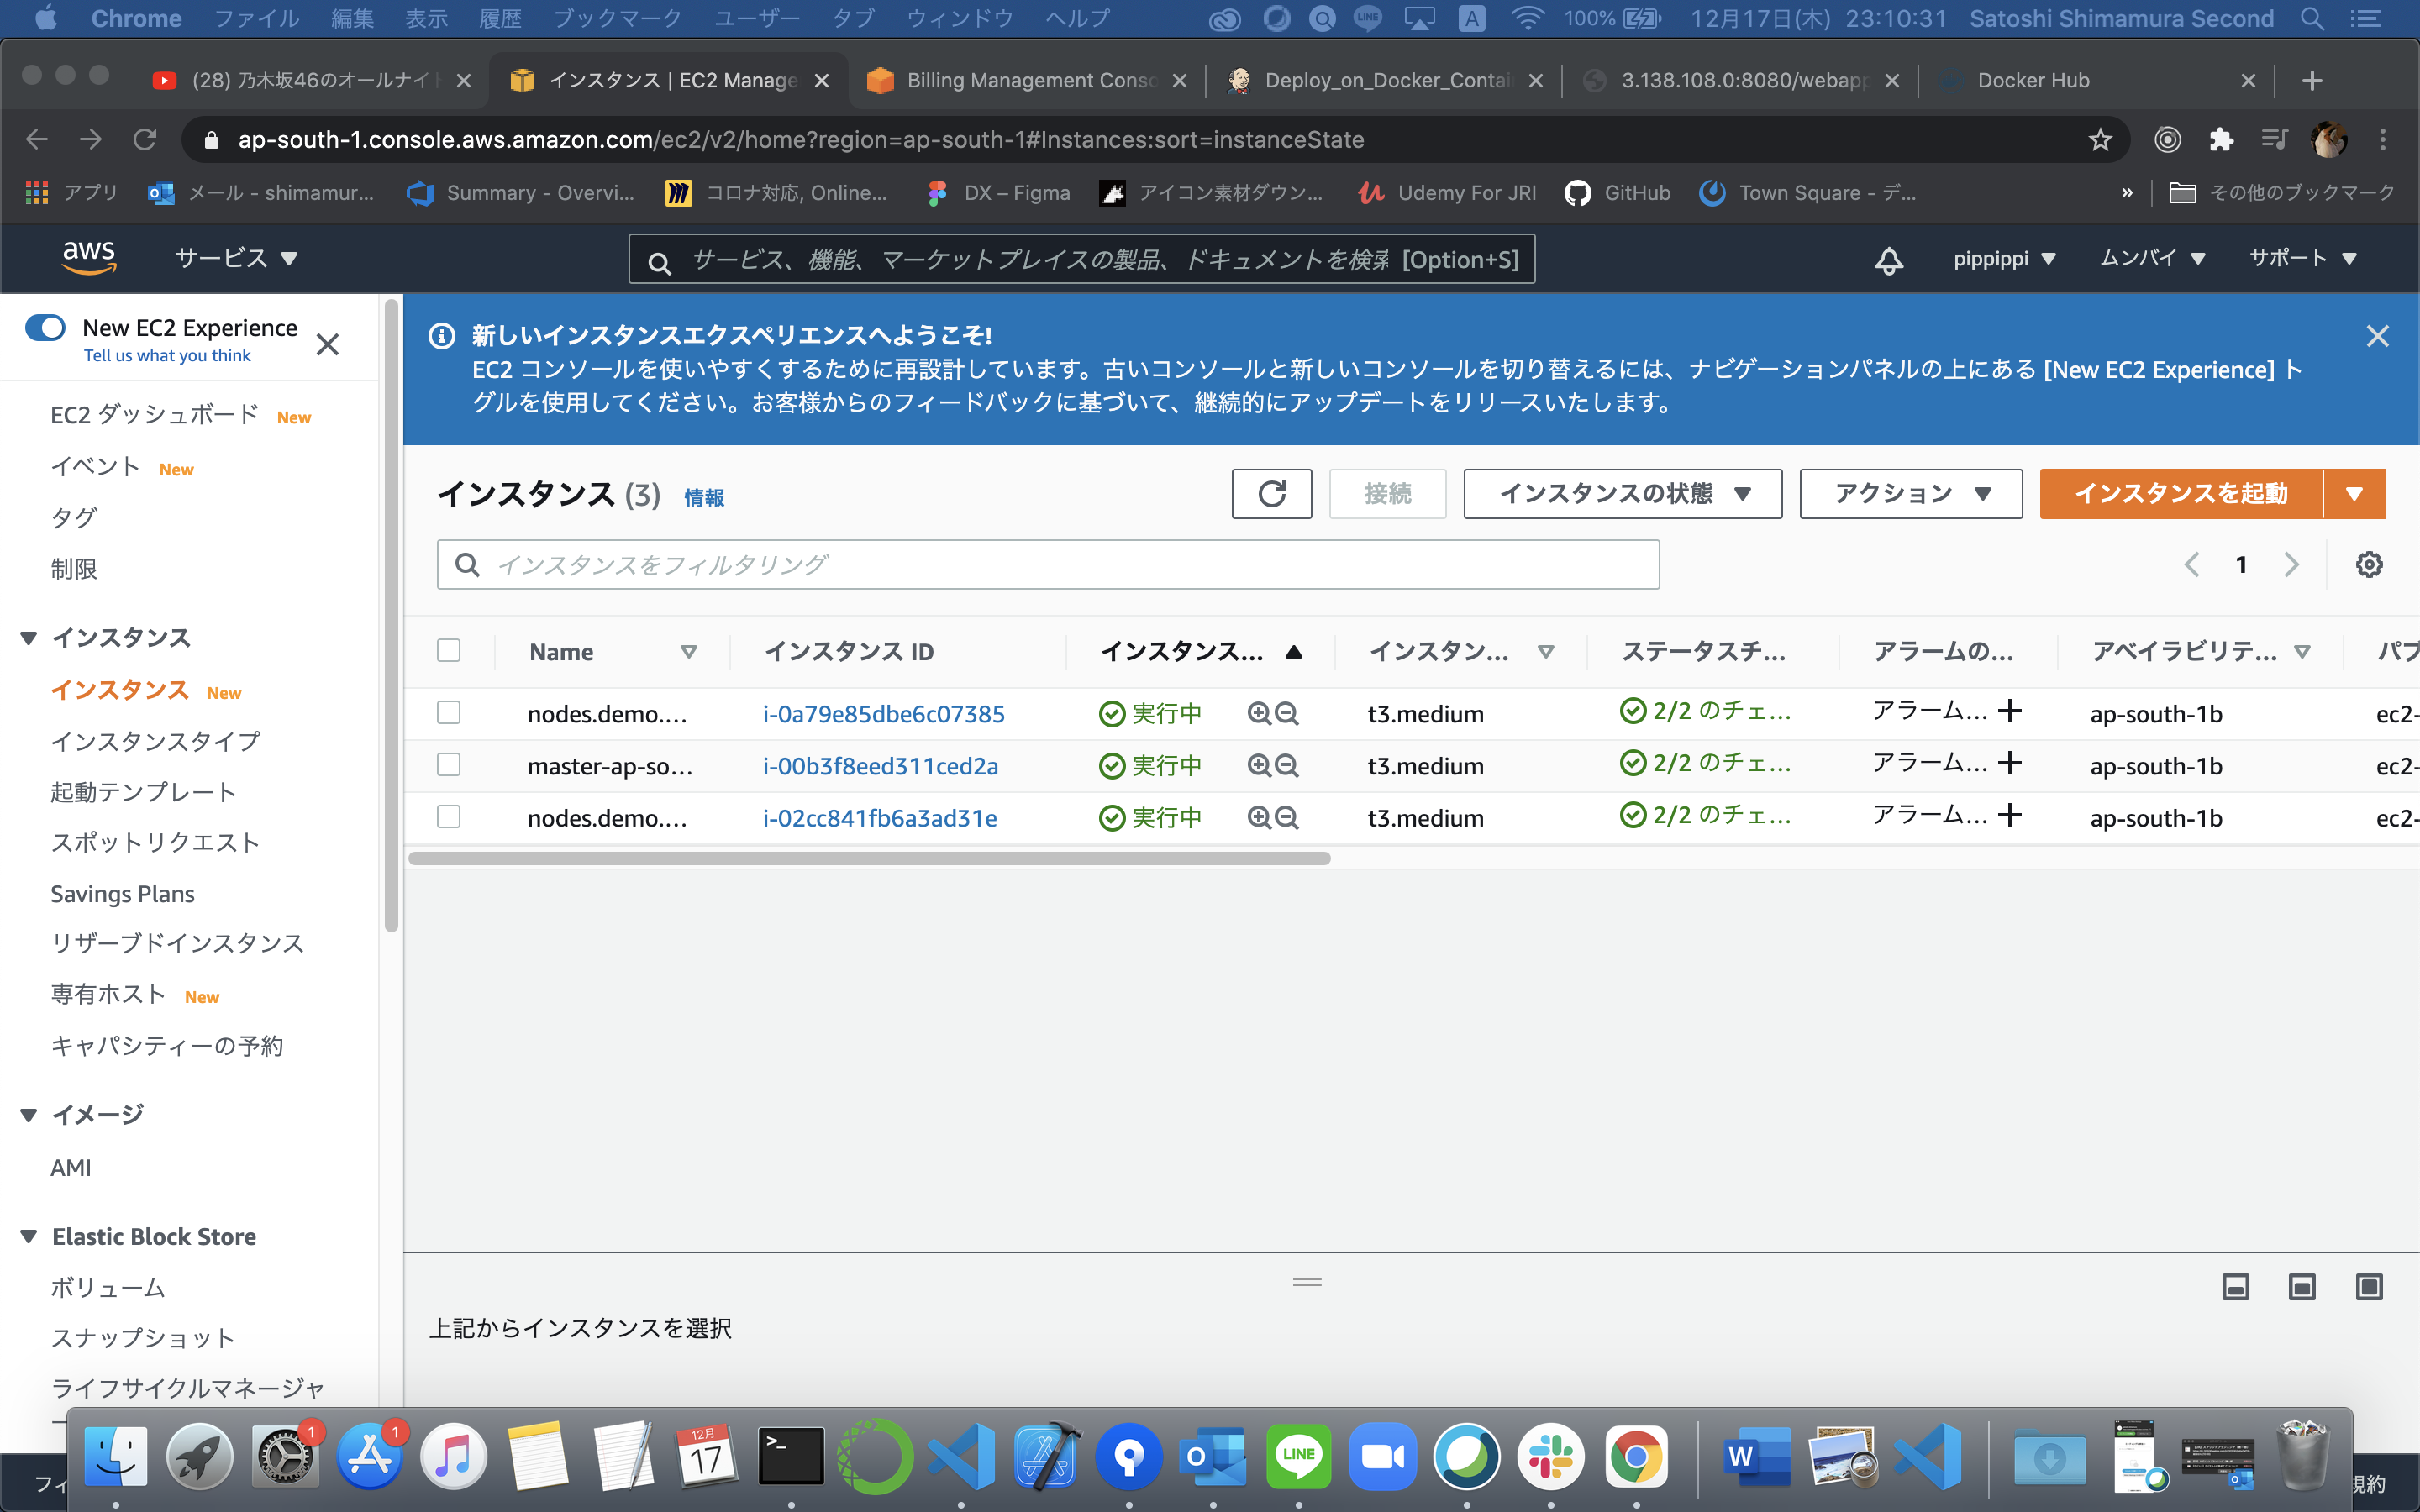 Chrome ファイル 編集 表示 履歴 ブックマーク ユーザー タブ ウィンドウ ヘルプ LINE A 100% 12月17日(木) 23:10:31 Satoshi Shimamura Second
(28) 乃木坂46のオールナイト インスタンス | EC2 Manage Billing Management Conso Deploy_on_Docker_Contai 3.138.108.0:8080/webapp Docker Hub
ap-south-1.console.aws.amazon.com/ec2/v2/home?region=ap-south-1#Instances:sort=instanceState
アプリ メール - shimamur... Summary - Overvi... コロナ対応, Online... DX – Figma アイコン素材ダウン... Udemy For JRI GitHub Town Square - デ... » その他のブックマーク
aws サービス サービス、機能、マーケットプレイスの製品、ドキュメントを検索 [Option+S] pippippi ムンバイ サポート
New EC2 Experience
Tell us what you think
EC2 ダッシュボード New
イベント New
タグ
制限
インスタンス
インスタンス New
インスタンスタイプ
起動テンプレート
スポットリクエスト
Savings Plans
リザーブドインスタンス
専有ホスト New
キャパシティーの予約
イメージ
AMI
Elastic Block Store
ボリューム
スナップショット
ライフサイクルマネージャ
新しいインスタンスエクスペリエンスへようこそ!
EC2 コンソールを使いやすくするために再設計しています。古いコンソールと新しいコンソールを切り替えるには、ナビゲーションパネルの上にある [New EC2 Experience] ト
グルを使用してください。お客様からのフィードバックに基づいて、継続的にアップデートをリリースいたします。
インスタンス (3) 情報 接続 インスタンスの状態 アクション インスタンスを起動
インスタンスをフィルタリング 1
Name インスタンス ID インスタンス... インスタン... ステータスチ... アラームの... アベイラビリテ... パブ
nodes.demo.... i-0a79e85dbe6c07385 実行中 t3.medium 2/2 のチェ... アラーム... ap-south-1b ec2-
master-ap-so... i-00b3f8eed311ced2a 実行中 t3.medium 2/2 のチェ... アラーム... ap-south-1b ec2-
nodes.demo.... i-02cc841fb6a3ad31e 実行中 t3.medium 2/2 のチェ... アラーム... ap-south-1b ec2-
上記からインスタンスを選択
フィ 1 1 12月 17 >_ O LINE W 規約